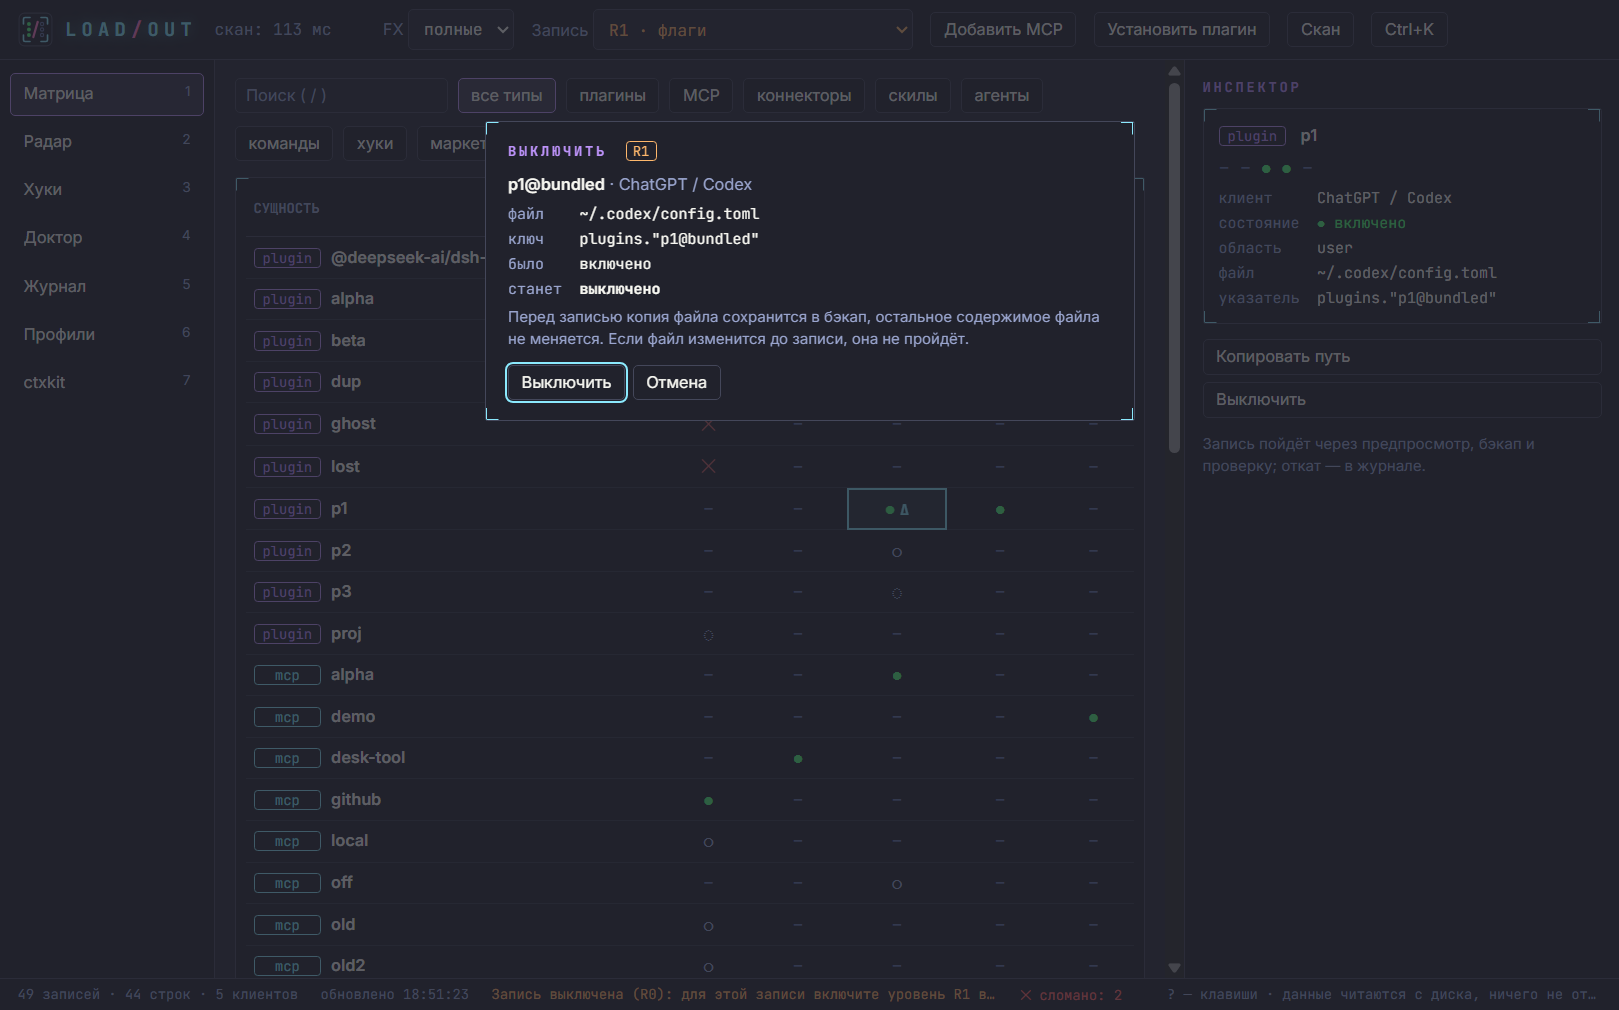 LOAD/OUT скан: 113 мс FX полные Запись R1 · флаги Добавить MCP Установить плагин Скан Ctrl+K
Матрица 1
Радар 2
Хуки 3
Доктор 4
Журнал 5
Профили 6
ctxkit 7
Поиск ( / ) все типы плагины MCP коннекторы скилы агенты
команды хуки маркет
ВЫКЛЮЧИТЬ R1
p1@bundled · ChatGPT / Codex
файл ~/.codex/config.toml
ключ plugins."p1@bundled"
было включено
станет выключено
Перед записью копия файла сохранится в бэкап, остальное содержимое файла
не меняется. Если файл изменится до записи, она не пройдёт.
Выключить Отмена
СУЩНОСТЬ
plugin @deepseek-ai/dsh-
plugin alpha
plugin beta
plugin dup
plugin ghost
plugin lost
plugin p1 Δ
plugin p2
plugin p3
plugin proj
mcp alpha
mcp demo
mcp desk-tool
mcp github
mcp local
mcp off
mcp old
mcp old2
ИНСПЕКТОР
plugin p1
клиент ChatGPT / Codex
состояние включено
область user
файл ~/.codex/config.toml
указатель plugins."p1@bundled"
Копировать путь
Выключить
Запись пойдёт через предпросмотр, бэкап и
проверку; откат — в журнале.
49 записей · 44 строк · 5 клиентов обновлено 18:51:23 Запись выключена (R0): для этой записи включите уровень R1 в… сломано: 2 ? — клавиши · данные читаются с диска, ничего не от…